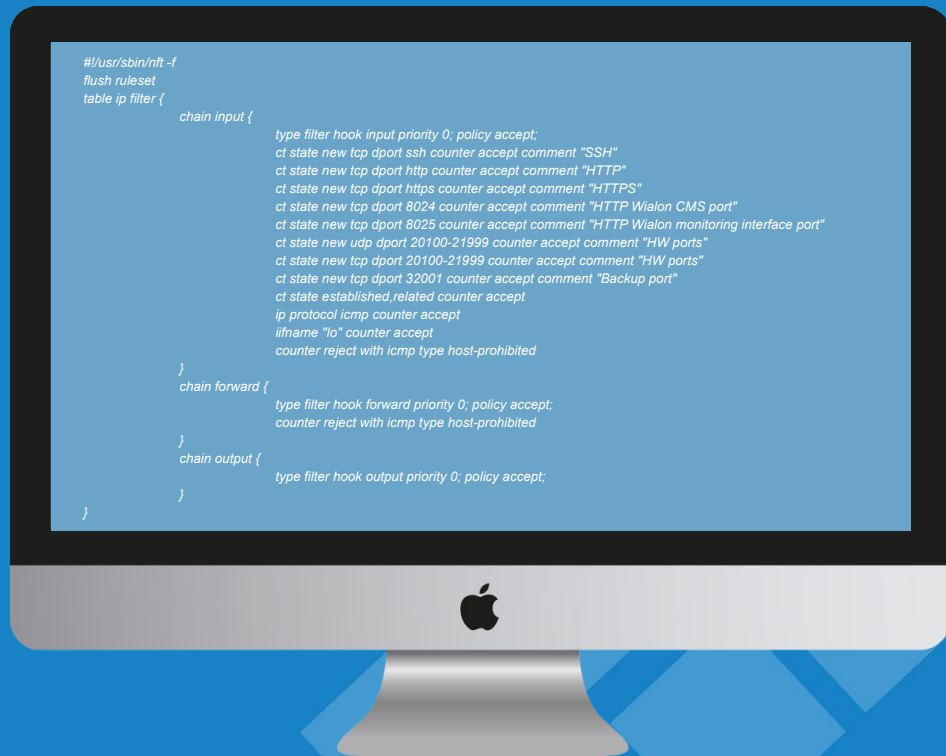 #!/usr/sbin/nft -f
flush ruleset
table ip filter {
chain input {
type filter hook input priority 0; policy accept;
ct state new tcp dport ssh counter accept comment "SSH"
ct state new tcp dport http counter accept comment "HTTP"
ct state new tcp dport https counter accept comment "HTTPS"
ct state new tcp dport 8024 counter accept comment "HTTP Wialon CMS port"
ct state new tcp dport 8025 counter accept comment "HTTP Wialon monitoring interface port"
ct state new udp dport 20100-21999 counter accept comment "HW ports"
ct state new tcp dport 20100-21999 counter accept comment "HW ports"
ct state new tcp dport 32001 counter accept comment "Backup port"
ct state established,related counter accept
ip protocol icmp counter accept
iifname "lo" counter accept
counter reject with icmp type host-prohibited
}
chain forward {
type filter hook forward priority 0; policy accept;
counter reject with icmp type host-prohibited
}
chain output {
type filter hook output priority 0; policy accept;
}
}